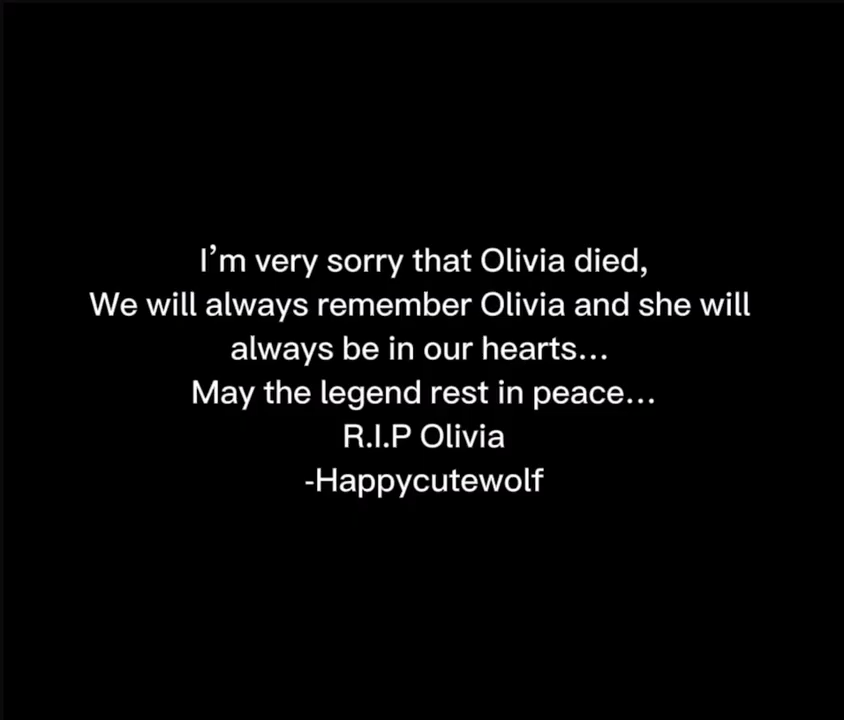 I’m very sorry that Olivia died,
We will always remember Olivia and she will
always be in our hearts...
May the legend rest in peace...
R.I.P Olivia
-Happycutewolf